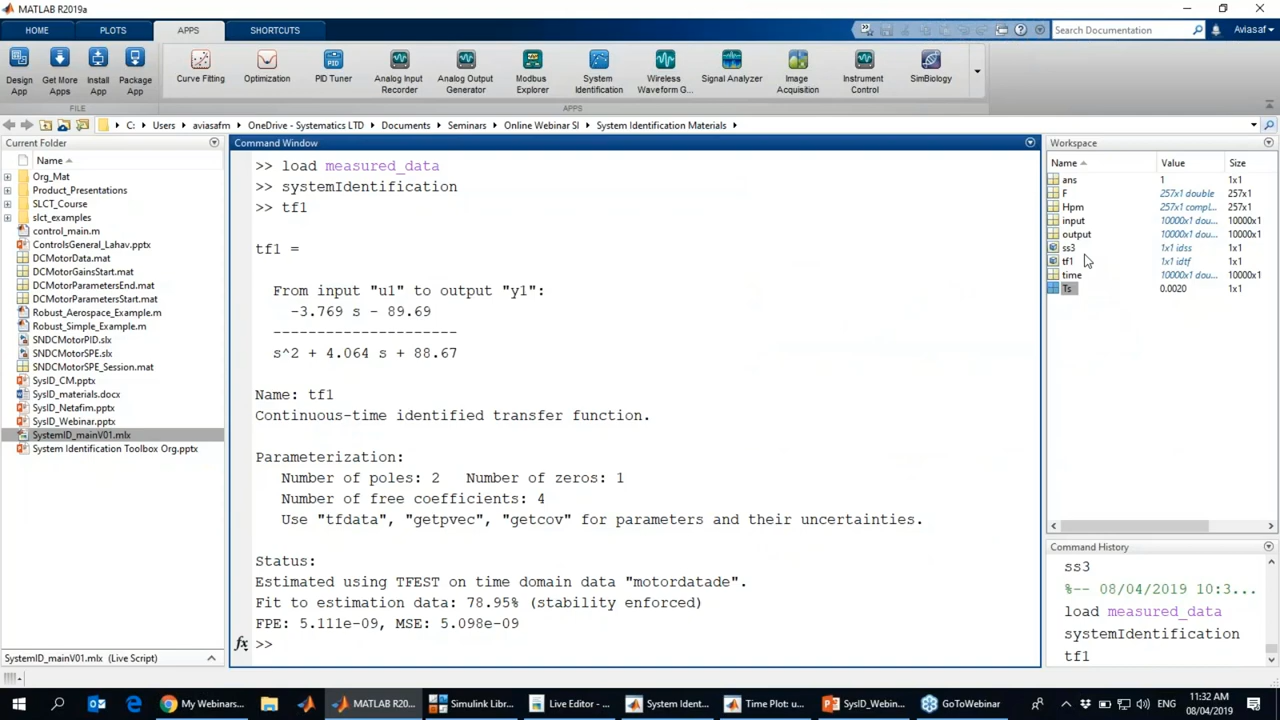 MATLAB R2019a
HOME PLOTS APPS SHORTCUTS
Search Documentation
Aviasaf
Design App
Get More Apps
Install App
Package App
Curve Fitting
Optimization
PID Tuner
Analog Input Recorder
Analog Output Generator
Modbus Explorer
System Identification
Wireless Waveform G...
Signal Analyzer
Image Acquisition
Instrument Control
SimBiology
FILE
APPS
C: Users aviasafm OneDrive - Systematics LTD Documents Seminars Online Webinar SI System Identification Materials
Current Folder
Name
Org_Mat
Product_Presentations
SLCT_Course
slct_examples
control_main.m
ControlsGeneral_Lahav.pptx
DCMotorData.mat
DCMotorGainsStart.mat
DCMotorParametersEnd.mat
DCMotorParametersStart.mat
Robust_Aerospace_Example.m
Robust_Simple_Example.m
SNDCMotorPID.slx
SNDCMotorSPE.slx
SNDCMotorSPE_Session.mat
SysID_CM.pptx
SysID_materials.docx
SysID_Netafim.pptx
SysID_Webinar.pptx
SystemID_mainV01.mlx
System Identification Toolbox Org.pptx
SystemID_mainV01.mlx (Live Script)
Command Window
>> load measured_data
>> systemIdentification
>> tf1
tf1 =
From input "u1" to output "y1":
-3.769 s - 89.69
---------------------
s^2 + 4.064 s + 88.67
Name: tf1
Continuous-time identified transfer function.
Parameterization:
Number of poles: 2 Number of zeros: 1
Number of free coefficients: 4
Use "tfdata", "getpvec", "getcov" for parameters and their uncertainties.
Status:
Estimated using TFEST on time domain data "motordatade".
Fit to estimation data: 78.95% (stability enforced)
FPE: 5.111e-09, MSE: 5.098e-09
fx >>
Workspace
Name Value Size
ans 1 1x1
F 257x1 double 257x1
Hpm 257x1 compl... 257x1
input 10000x1 dou... 10000x1
output 10000x1 dou... 10000x1
ss3 1x1 idss 1x1
tf1 1x1 idtf 1x1
time 10000x1 dou... 10000x1
Ts 0.0020 1x1
Command History
ss3
%-- 08/04/2019 10:3...
load measured_data
systemIdentification
tf1
My Webinars...
MATLAB R20...
Simulink Libr...
Live Editor - ...
System Ident...
Time Plot: u...
SysID_Webin...
GoToWebinar
ENG
11:32 AM
08/04/2019